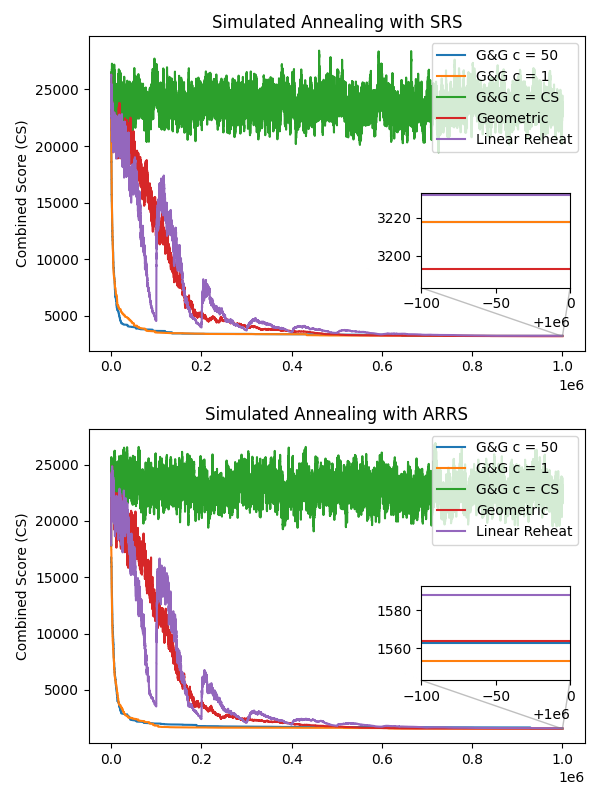 Simulated Annealing with SRS
Combined Score (CS)
25000
20000
15000
10000
5000
G&G c = 50
G&G c = 1
G&G c = CS
Geometric
Linear Reheat
3220
3200
−100
−50
0
+1e6
0.0
0.2
0.4
0.6
0.8
1.0
1e6
Simulated Annealing with ARRS
Combined Score (CS)
25000
20000
15000
10000
5000
G&G c = 50
G&G c = 1
G&G c = CS
Geometric
Linear Reheat
1580
1560
−100
−50
0
+1e6
0.0
0.2
0.4
0.6
0.8
1.0
1e6